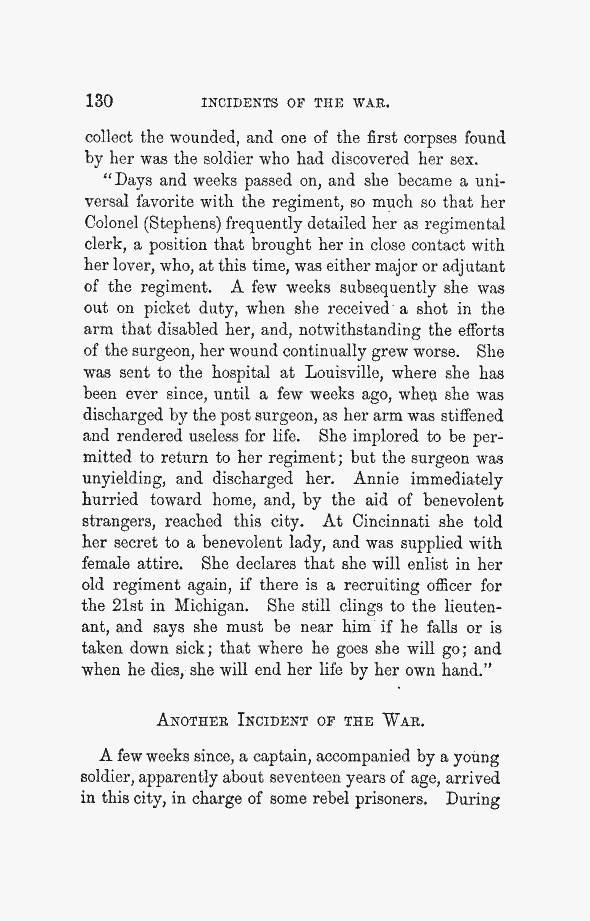 130 INCIDENTS OF THE WAR.
collect the wounded, and one of the first corpses found
by her was the soldier who had discovered her sex.
"Days and weeks passed on, and she became a uni-
versal favorite with the regiment, so much so that her
Colonel (Stephens) frequently detailed her as regimental
clerk, a position that brought her in close contact with
her lover, who, at this time, was either major or adjutant
of the regiment. A few weeks subsequently she was
out on picket duty, when she received a shot in the
arm that disabled her, and, notwithstanding the efforts
of the surgeon, her wound continually grew worse. She
was sent to the hospital at Louisville, where she has
been ever since, until a few weeks ago, when she was
discharged by the post surgeon, as her arm was stiffened
and rendered useless for life. She implored to be per-
mitted to return to her regiment; but the surgeon was
unyielding, and discharged her. Annie immediately
hurried toward home, and, by the aid of benevolent
strangers, reached this city. At Cincinnati she told
her secret to a benevolent lady, and was supplied with
female attire. She declares that she will enlist in her
old regiment again, if there is a recruiting officer for
the 21st in Michigan. She still clings to the lieuten-
ant, and says she must be near him if he falls or is
taken down sick; that where he goes she will go; and
when he dies, she will end her life by her own hand."
ANOTHER INCIDENT OF THE WAR.
A few weeks since, a captain, accompanied by a young
soldier, apparently about seventeen years of age, arrived
in this city, in charge of some rebel prisoners. During